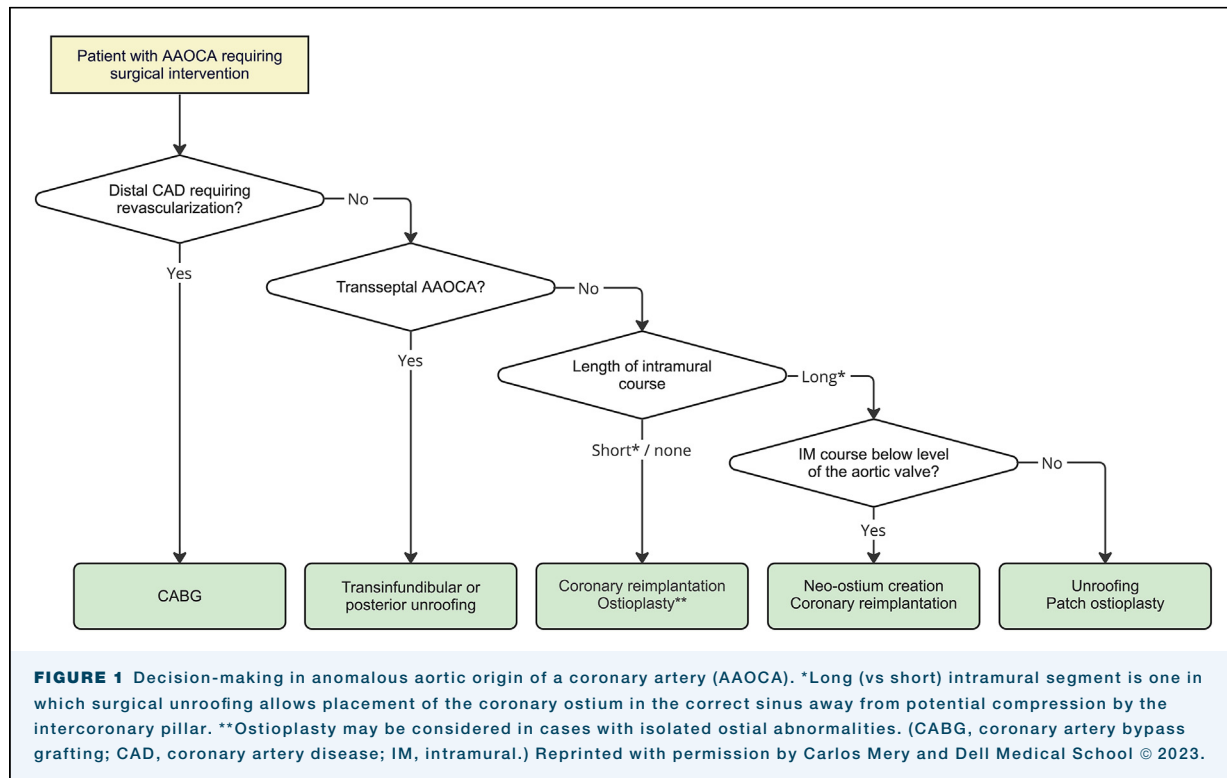 Patient with AAOCA requiring
surgical intervention
Distal CAD requiring
revascularization?
No
Yes
Transseptal AAOCA?
No
Yes
Length of intramural
course
Long*
Short* / none
IM course below level
of the aortic valve?
No
Yes
CABG
Transinfundibular or
posterior unroofing
Coronary reimplantation
Ostioplasty**
Neo-ostium creation
Coronary reimplantation
Unroofing
Patch ostioplasty
FIGURE 1 Decision-making in anomalous aortic origin of a coronary artery (AAOCA). *Long (vs short) intramural segment is one in
which surgical unroofing allows placement of the coronary ostium in the correct sinus away from potential compression by the
intercoronary pillar. **Ostioplasty may be considered in cases with isolated ostial abnormalities. (CABG, coronary artery bypass
grafting; CAD, coronary artery disease; IM, intramural.) Reprinted with permission by Carlos Mery and Dell Medical School © 2023.